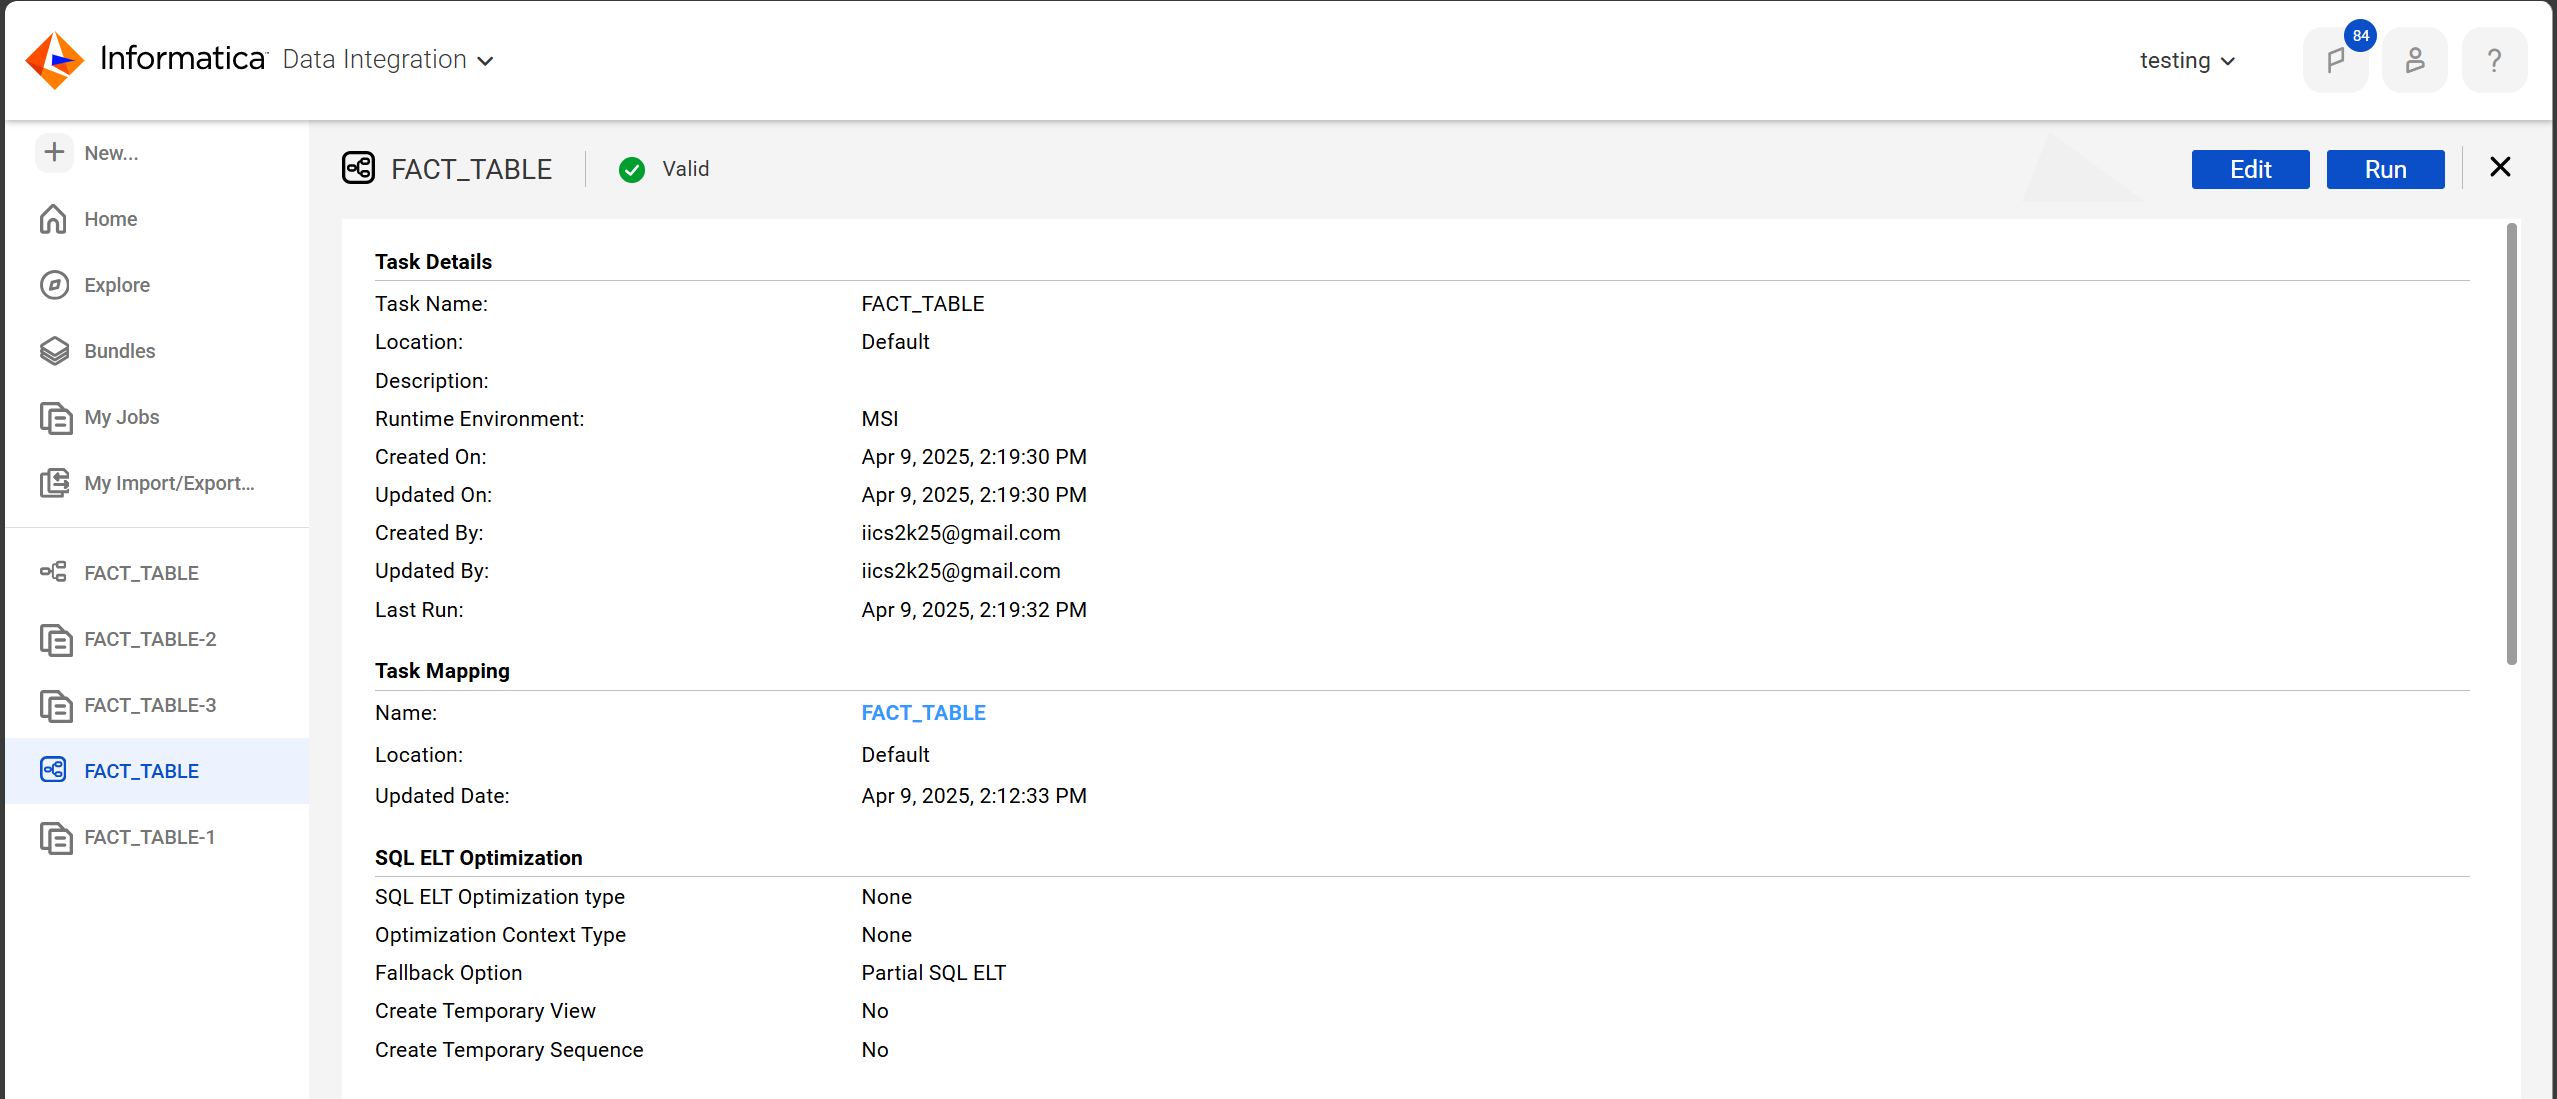 Informatica Data Integration
testing
84
?
New...
Home
Explore
Bundles
My Jobs
My Import/Export...
FACT_TABLE
FACT_TABLE-2
FACT_TABLE-3
FACT_TABLE
FACT_TABLE-1
FACT_TABLE
Valid
Edit
Run
Task Details
Task Name: FACT_TABLE
Location: Default
Description:
Runtime Environment: MSI
Created On: Apr 9, 2025, 2:19:30 PM
Updated On: Apr 9, 2025, 2:19:30 PM
Created By: iics2k25@gmail.com
Updated By: iics2k25@gmail.com
Last Run: Apr 9, 2025, 2:19:32 PM
Task Mapping
Name: FACT_TABLE
Location: Default
Updated Date: Apr 9, 2025, 2:12:33 PM
SQL ELT Optimization
SQL ELT Optimization type None
Optimization Context Type None
Fallback Option Partial SQL ELT
Create Temporary View No
Create Temporary Sequence No